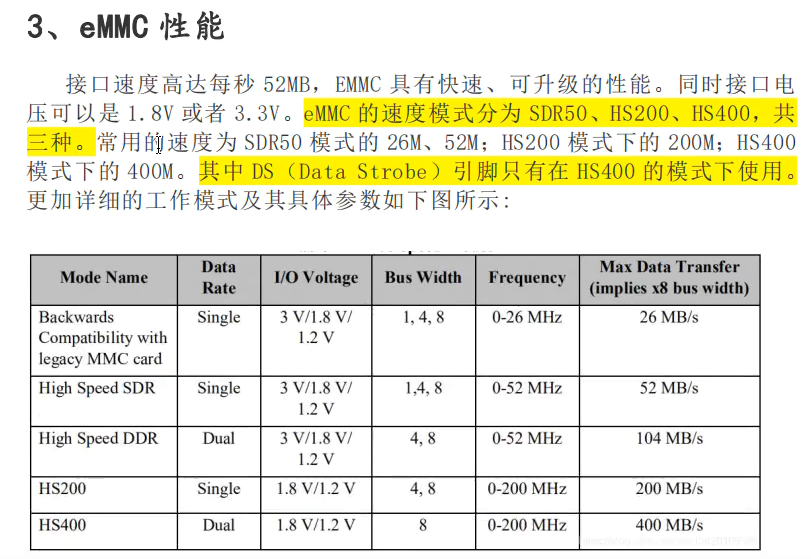 3、eMMC 性能
接口速度高达每秒 52MB，EMMC 具有快速、可升级的性能。同时接口电
压可以是 1.8V 或者 3.3V。eMMC 的速度模式分为 SDR50、HS200、HS400，共
三种。常用的速度为 SDR50 模式的 26M、52M；HS200 模式下的 200M；HS400
模式下的 400M。其中 DS（Data Strobe）引脚只有在 HS400 的模式下使用。
更加详细的工作模式及其具体参数如下图所示：
Mode Name Data Rate I/O Voltage Bus Width Frequency Max Data Transfer (implies x8 bus width)
Backwards Compatibility with legacy MMC card Single 3 V/1.8 V/ 1.2 V 1, 4, 8 0-26 MHz 26 MB/s
High Speed SDR Single 3 V/1.8 V/ 1.2 V 1,4, 8 0-52 MHz 52 MB/s
High Speed DDR Dual 3 V/1.8 V/ 1.2 V 4, 8 0-52 MHz 104 MB/s
HS200 Single 1.8 V/1.2 V 4, 8 0-200 MHz 200 MB/s
HS400 Dual 1.8 V/1.2 V 8 0-200 MHz 400 MB/s